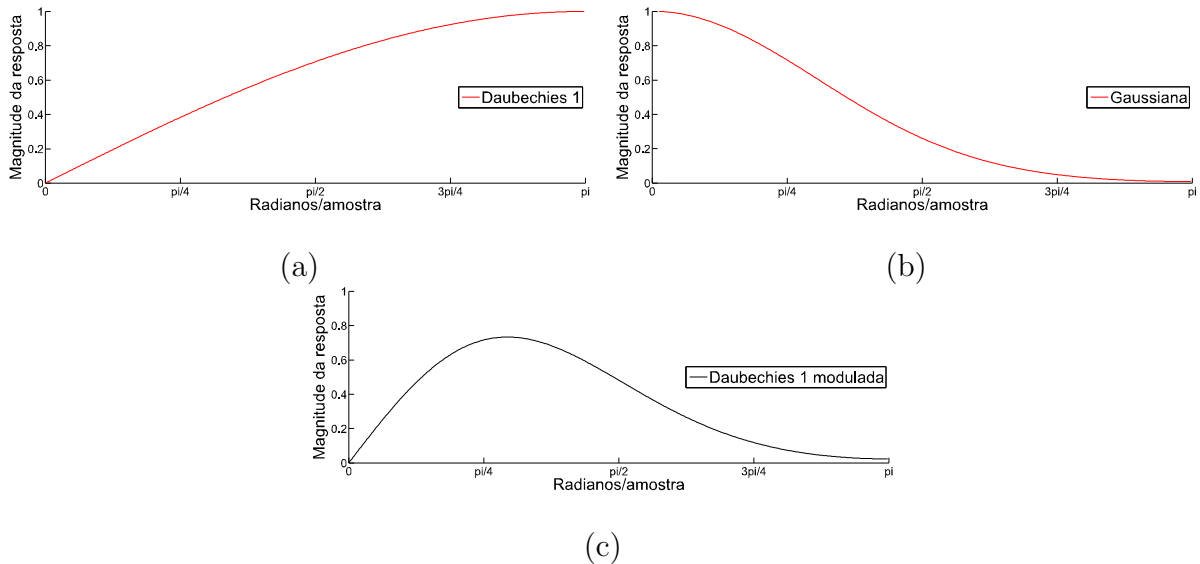 Magnitude da resposta
1
0.8
0.6
0.4
0.2
0
Daubechies 1
0 pi/4 pi/2 3pi/4 pi
Radianos/amostra
(a)
Magnitude da resposta
1
0.8
0.6
0.4
0.2
0
Gaussiana
0 pi/4 pi/2 3pi/4 pi
Radianos/amostra
(b)
Magnitude da resposta
1
0.8
0.6
0.4
0.2
0
Daubechies 1 modulada
0 pi/4 pi/2 3pi/4 pi
Radianos/amostra
(c)